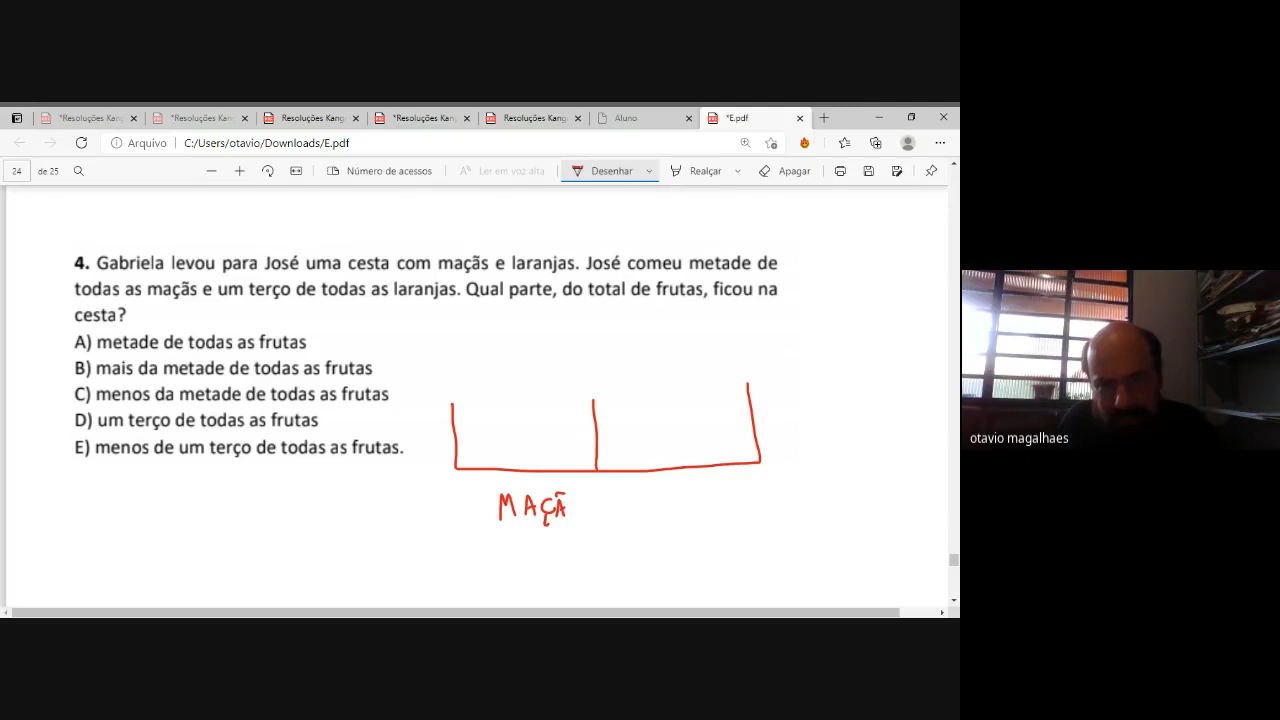 *Resoluções Kang
*Resoluções Kang
Resoluções Kang
*Resoluções Kang
Resoluções Kang
Aluno
*E.pdf
Arquivo
C:/Users/otavio/Downloads/E.pdf
24 de 25
Número de acessos
Ler em voz alta
Desenhar
Realçar
Apagar
4. Gabriela levou para José uma cesta com maçãs e laranjas. José comeu metade de
todas as maçãs e um terço de todas as laranjas. Qual parte, do total de frutas, ficou na
cesta?
A) metade de todas as frutas
B) mais da metade de todas as frutas
C) menos da metade de todas as frutas
D) um terço de todas as frutas
E) menos de um terço de todas as frutas.
MAÇÃ
otavio magalhaes